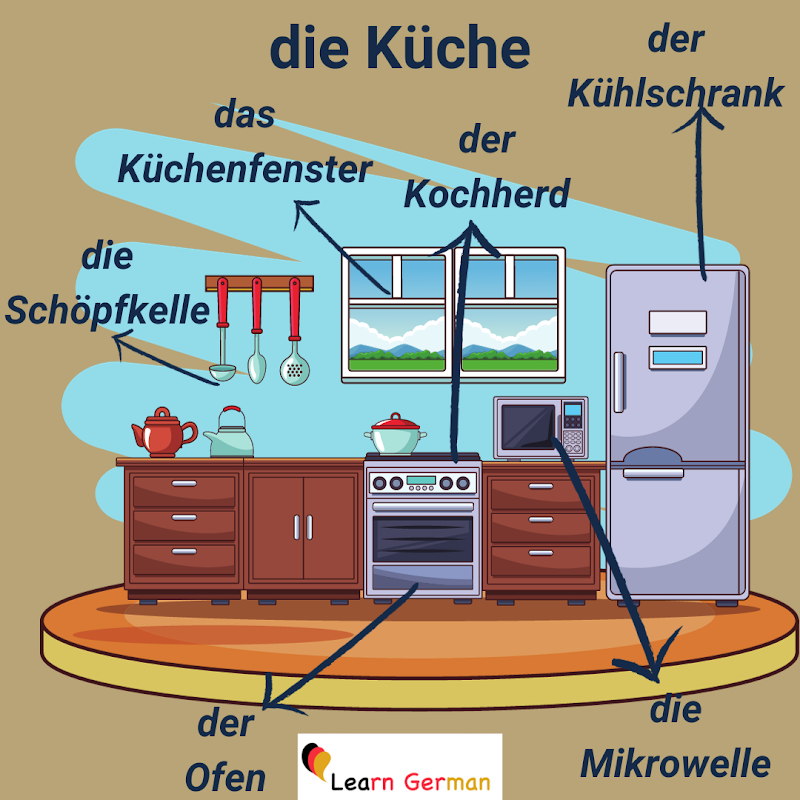 die Küche
der
Kühlschrank
das
Küchenfenster
der
Kochherd
die
Schöpfkelle
der
Ofen
die
Mikrowelle
Learn German